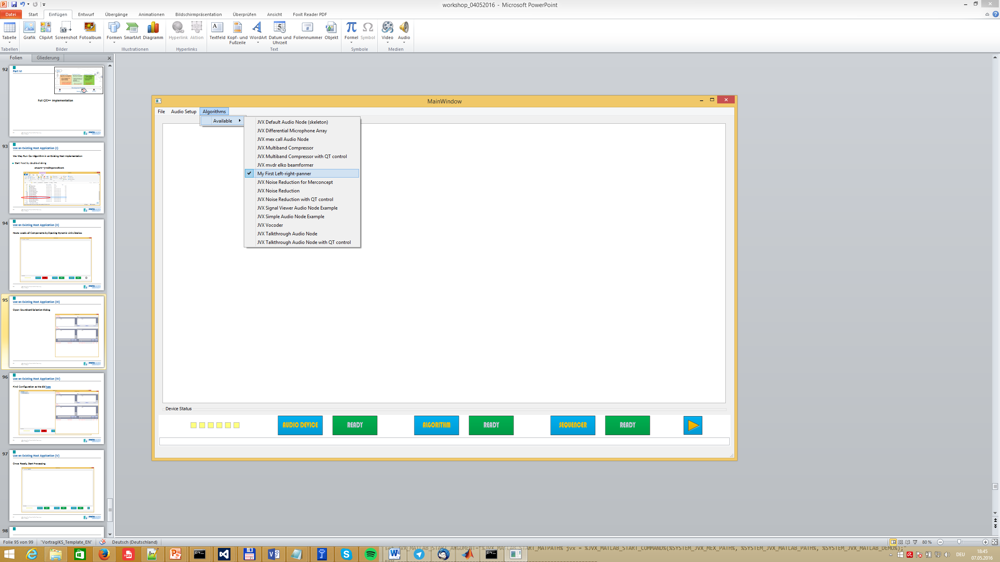 workshop_04052016 - Microsoft PowerPoint
Datei Start Einfügen Entwurf Übergänge Animationen Bildschirmpräsentation Überprüfen Ansicht Foxit Reader PDF
Tabelle Grafik ClipArt Screenshot Fotoalbum Formen SmartArt Diagramm Hyperlink Aktion Textfeld Kopf- und Fußzeile WordArt Datum und Uhrzeit Foliennummer Objekt Formel Symbol Video Audio
Tabellen Bilder Illustrationen Hyperlinks Text Symbole Medien
Folien Gliederung
92
Part VI
Full C/C++ Implementation
93
Use an Existing Host Application (I)
We May Run Our Algorithm in an Existing Host Implementation
Start host by double-clicking
start-jvxRtprocHost
94
Use an Existing Host Application (II)
Hosts Loads all Components by Opening Dynamic Link Libraries
95
Use an Existing Host Application (III)
Open Soundcard Selection Dialog
96
Use an Existing Host Application (IV)
Find Configuration as We did here
97
Use an Existing Host Application (V)
Once Ready, Start Processing
98
MainWindow
File Audio Setup Algorithms
Available
JVX Default Audio Node (skeleton)
JVX Differential Microphone Array
JVX mex call Audio Node
JVX Multiband Compressor
JVX Multiband Compressor with QT control
JVX mvdr elko beamformer
My First Left-right-panner
JVX Noise Reduction for Merconcept
JVX Noise Reduction
JVX Noise Reduction with QT control
JVX Signal Viewer Audio Node Example
JVX Simple Audio Node Example
JVX Vocoder
JVX Talkthrough Audio Node
JVX Talkthrough Audio Node with QT control
Device Status
AUDIO DEVICE READY ALGORITHM READY SEQUENCER READY
Folie 95 von 99 "VortragIKS_Template_EN" Deutsch (Deutschland) 80 %
DEU
18:45
07.05.2016